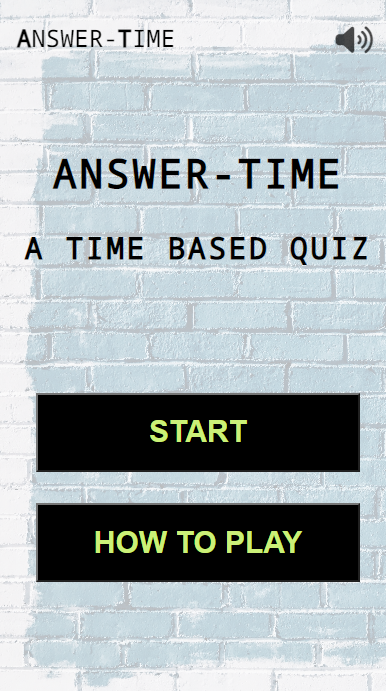 ANSWER-TIME
ANSWER-TIME
A TIME BASED QUIZ
START
HOW TO PLAY